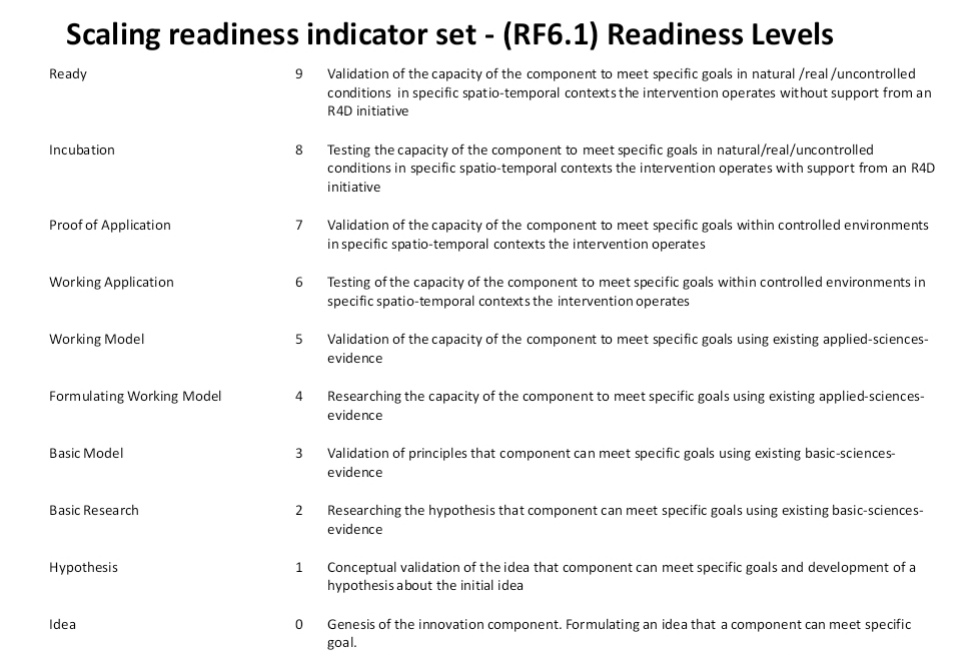 Scaling readiness indicator set - (RF6.1) Readiness Levels
Ready 9 Validation of the capacity of the component to meet specific goals in natural /real /uncontrolled
conditions in specific spatio-temporal contexts the intervention operates without support from an
R4D initiative
Incubation 8 Testing the capacity of the component to meet specific goals in natural/real/uncontrolled
conditions in specific spatio-temporal contexts the intervention operates with support from an R4D
initiative
Proof of Application 7 Validation of the capacity of the component to meet specific goals within controlled environments
in specific spatio-temporal contexts the intervention operates
Working Application 6 Testing of the capacity of the component to meet specific goals within controlled environments in
specific spatio-temporal contexts the intervention operates
Working Model 5 Validation of the capacity of the component to meet specific goals using existing applied-sciences-
evidence
Formulating Working Model 4 Researching the capacity of the component to meet specific goals using existing applied-sciences-
evidence
Basic Model 3 Validation of principles that component can meet specific goals using existing basic-sciences-
evidence
Basic Research 2 Researching the hypothesis that component can meet specific goals using existing basic-sciences-
evidence
Hypothesis 1 Conceptual validation of the idea that component can meet specific goals and development of a
hypothesis about the initial idea
Idea 0 Genesis of the innovation component. Formulating an idea that a component can meet specific
goal.